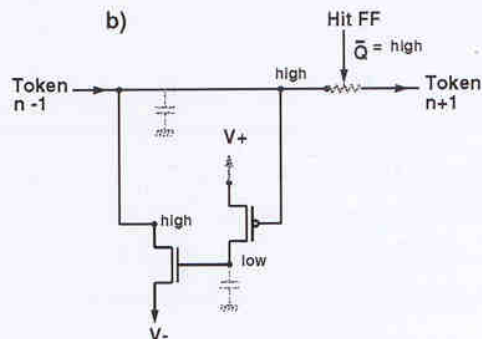 b)
Hit FF
Q̄ = high
Token
n -1
high
Token
n+1
V+
high
low
V-